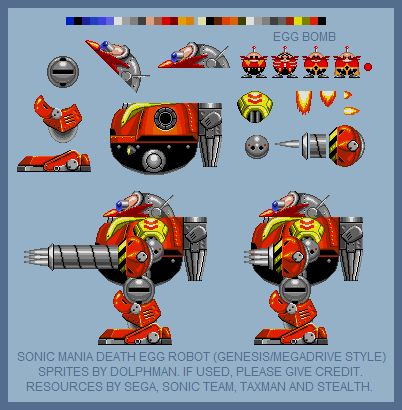 EGG BOMB
SONIC MANIA DEATH EGG ROBOT (GENESIS/MEGADRIVE STYLE)
SPRITES BY DOLPHMAN. IF USED, PLEASE GIVE CREDIT.
RESOURCES BY SEGA, SONIC TEAM, TAXMAN AND STEALTH.